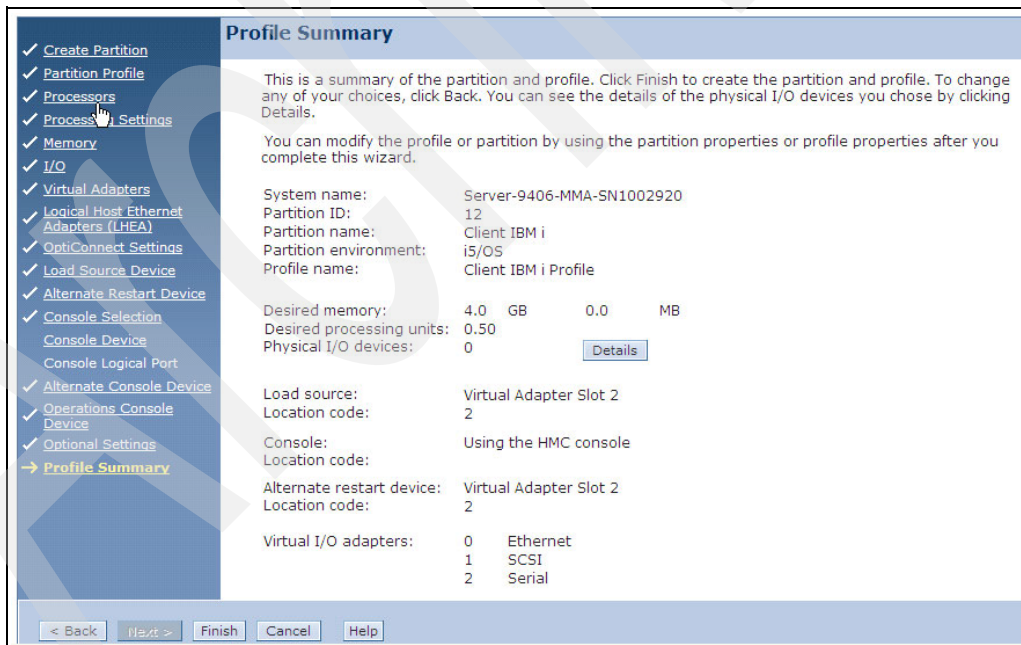 Profile Summary
Create Partition
Partition Profile
Processors
Processing Settings
Memory
I/O
Virtual Adapters
Logical Host Ethernet
Adapters (LHEA)
OptiConnect Settings
Load Source Device
Alternate Restart Device
Console Selection
Console Device
Console Logical Port
Alternate Console Device
Operations Console
Device
Optional Settings
Profile Summary
This is a summary of the partition and profile. Click Finish to create the partition and profile. To change
any of your choices, click Back. You can see the details of the physical I/O devices you chose by clicking
Details.
You can modify the profile or partition by using the partition properties or profile properties after you
complete this wizard.
System name: Server-9406-MMA-SN1002920
Partition ID: 12
Partition name: Client IBM i
Partition environment: i5/OS
Profile name: Client IBM i Profile
Desired memory: 4.0 GB 0.0 MB
Desired processing units: 0.50
Physical I/O devices: 0 Details
Load source: Virtual Adapter Slot 2
Location code: 2
Console: Using the HMC console
Location code:
Alternate restart device: Virtual Adapter Slot 2
Location code: 2
Virtual I/O adapters: 0 Ethernet
1 SCSI
2 Serial
< Back Next > Finish Cancel Help